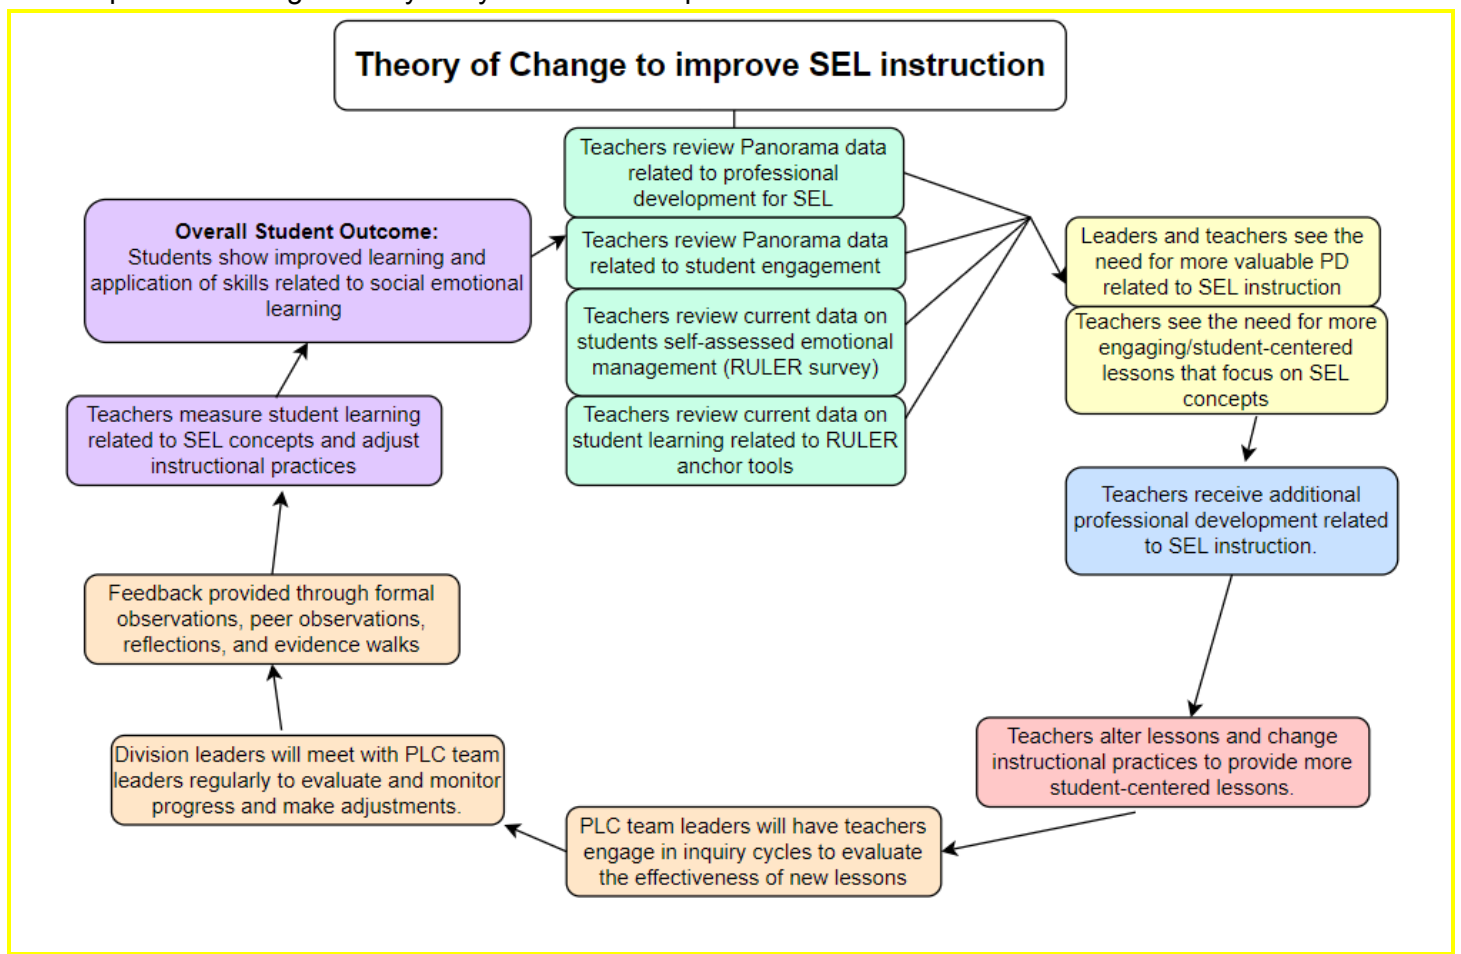 Theory of Change to improve SEL instruction
Teachers review Panorama data
related to professional
development for SEL
Teachers review Panorama data
related to student engagement
Teachers review current data on
students self-assessed emotional
management (RULER survey)
Teachers review current data on
student learning related to RULER
anchor tools
Leaders and teachers see the
need for more valuable PD
related to SEL instruction
Teachers see the need for more
engaging/student-centered
lessons that focus on SEL
concepts
Teachers receive additional
professional development related
to SEL instruction.
Teachers alter lessons and change
instructional practices to provide more
student-centered lessons.
PLC team leaders will have teachers
engage in inquiry cycles to evaluate
the effectiveness of new lessons
Division leaders will meet with PLC team
leaders regularly to evaluate and monitor
progress and make adjustments.
Feedback provided through formal
observations, peer observations,
reflections, and evidence walks
Teachers measure student learning
related to SEL concepts and adjust
instructional practices
Overall Student Outcome:
Students show improved learning and
application of skills related to social emotional
learning